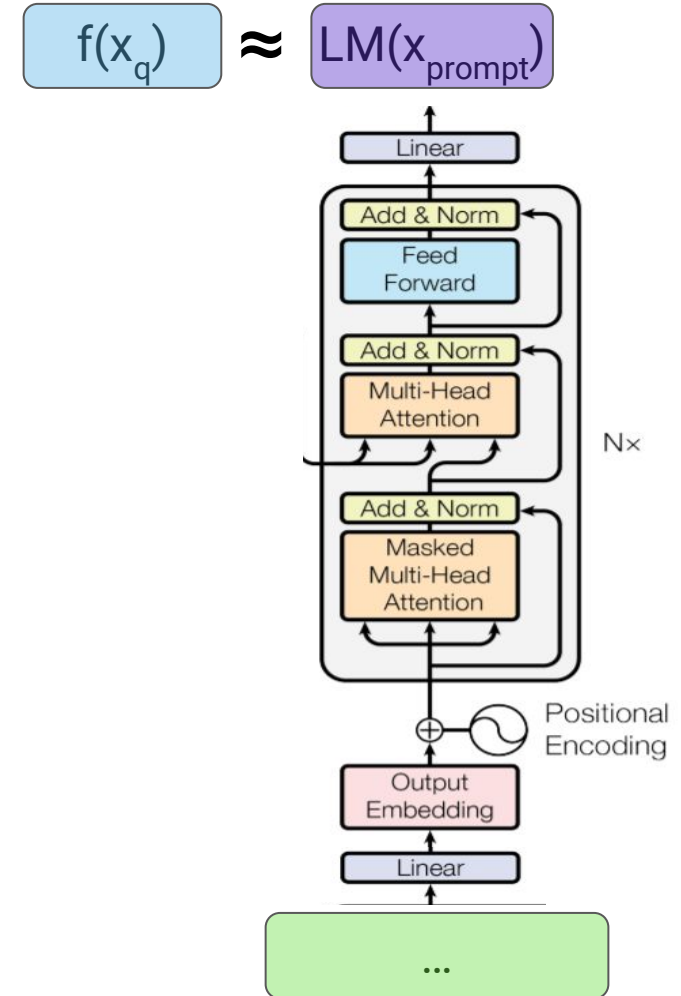 f(x_q) ≈ LM(x_prompt)
Linear
Add & Norm
Feed
Forward
Add & Norm
Multi-Head
Attention
N×
Add & Norm
Masked
Multi-Head
Attention
Positional
Encoding
Output
Embedding
Linear
...